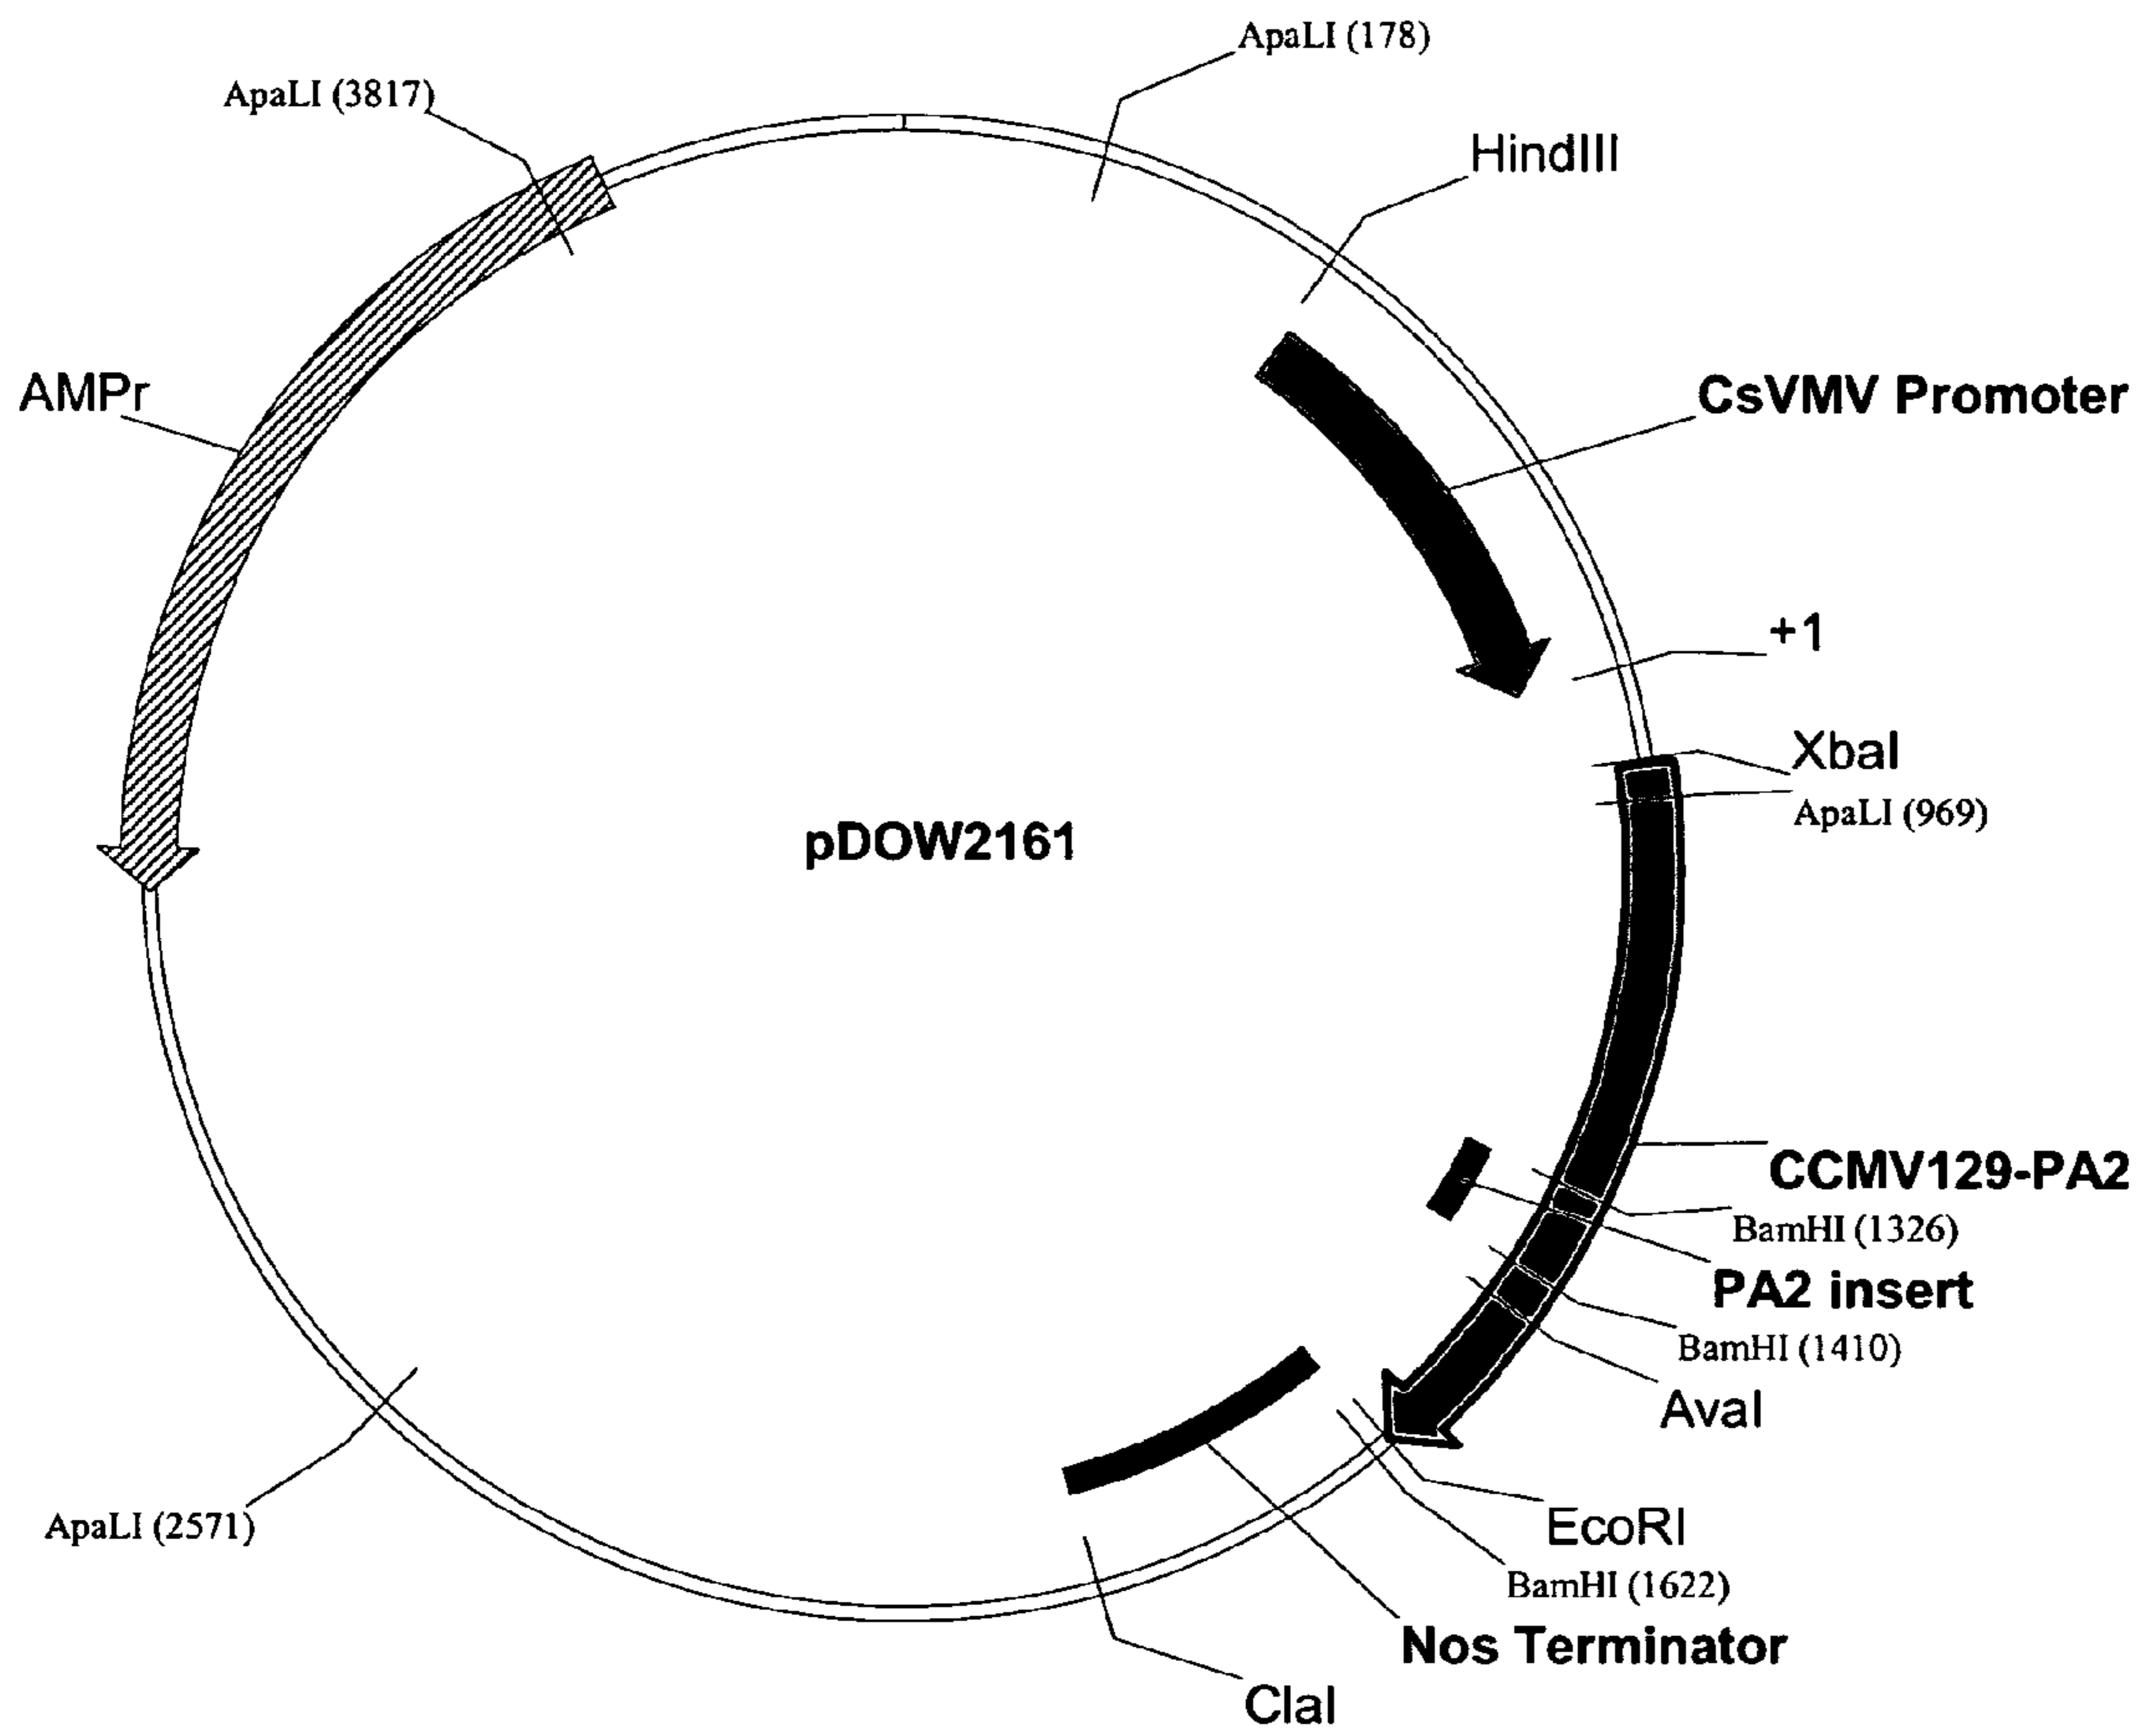 ApaLI (178)
ApaLI (3817)
HindIII
AMPr
CsVMV Promoter
+1
XbaI
ApaLI (969)
pDOW2161
CCMV129-PA2
BamHI (1326)
PA2 insert
BamHI (1410)
AvaI
EcoRI
ApaLI (2571)
BamHI (1622)
Nos Terminator
ClaI